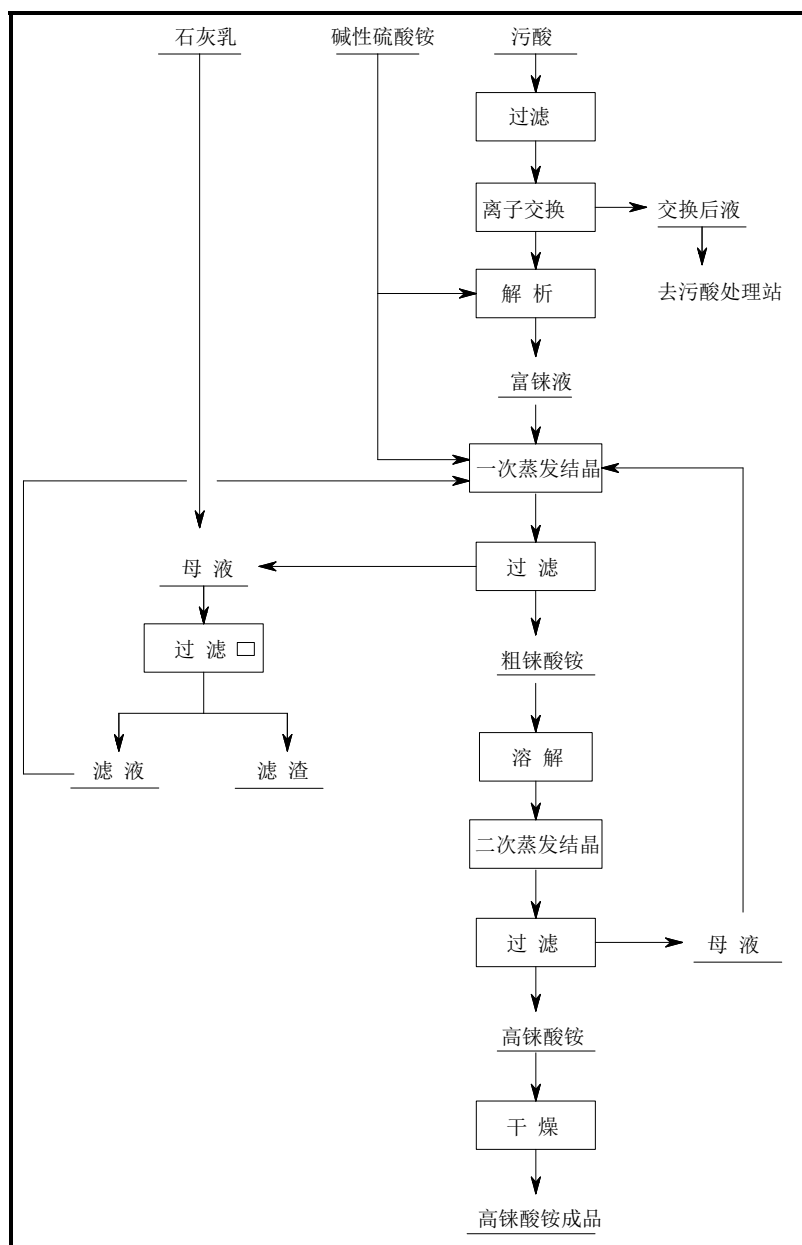 石灰乳
碱性硫酸铵
污酸
过滤
离子交换
交换后液
去污酸处理站
解 析
富铼液
一次蒸发结晶
过 滤
母 液
过 滤
粗铼酸铵
滤 液
滤 渣
溶 解
二次蒸发结晶
过 滤
母 液
高铼酸铵
干 燥
高铼酸铵成品